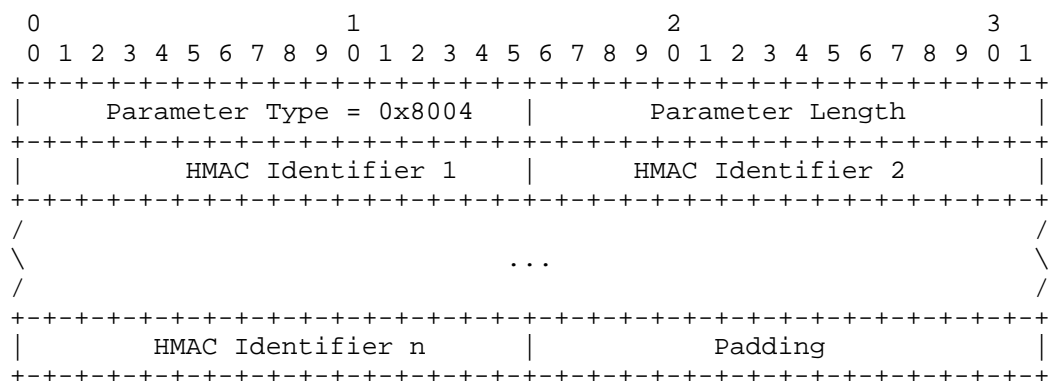 0                   1                   2                   3
 0 1 2 3 4 5 6 7 8 9 0 1 2 3 4 5 6 7 8 9 0 1 2 3 4 5 6 7 8 9 0 1
+-+-+-+-+-+-+-+-+-+-+-+-+-+-+-+-+-+-+-+-+-+-+-+-+-+-+-+-+-+-+-+-+
|     Parameter Type = 0x8004   |       Parameter Length        |
+-+-+-+-+-+-+-+-+-+-+-+-+-+-+-+-+-+-+-+-+-+-+-+-+-+-+-+-+-+-+-+-+
|          HMAC Identifier 1    |      HMAC Identifier 2        |
+-+-+-+-+-+-+-+-+-+-+-+-+-+-+-+-+-+-+-+-+-+-+-+-+-+-+-+-+-+-+-+-+
/                                                               /
\                              ...                              \
/                                                               /
+-+-+-+-+-+-+-+-+-+-+-+-+-+-+-+-+-+-+-+-+-+-+-+-+-+-+-+-+-+-+-+-+
|        HMAC Identifier n      |           Padding             |
+-+-+-+-+-+-+-+-+-+-+-+-+-+-+-+-+-+-+-+-+-+-+-+-+-+-+-+-+-+-+-+-+